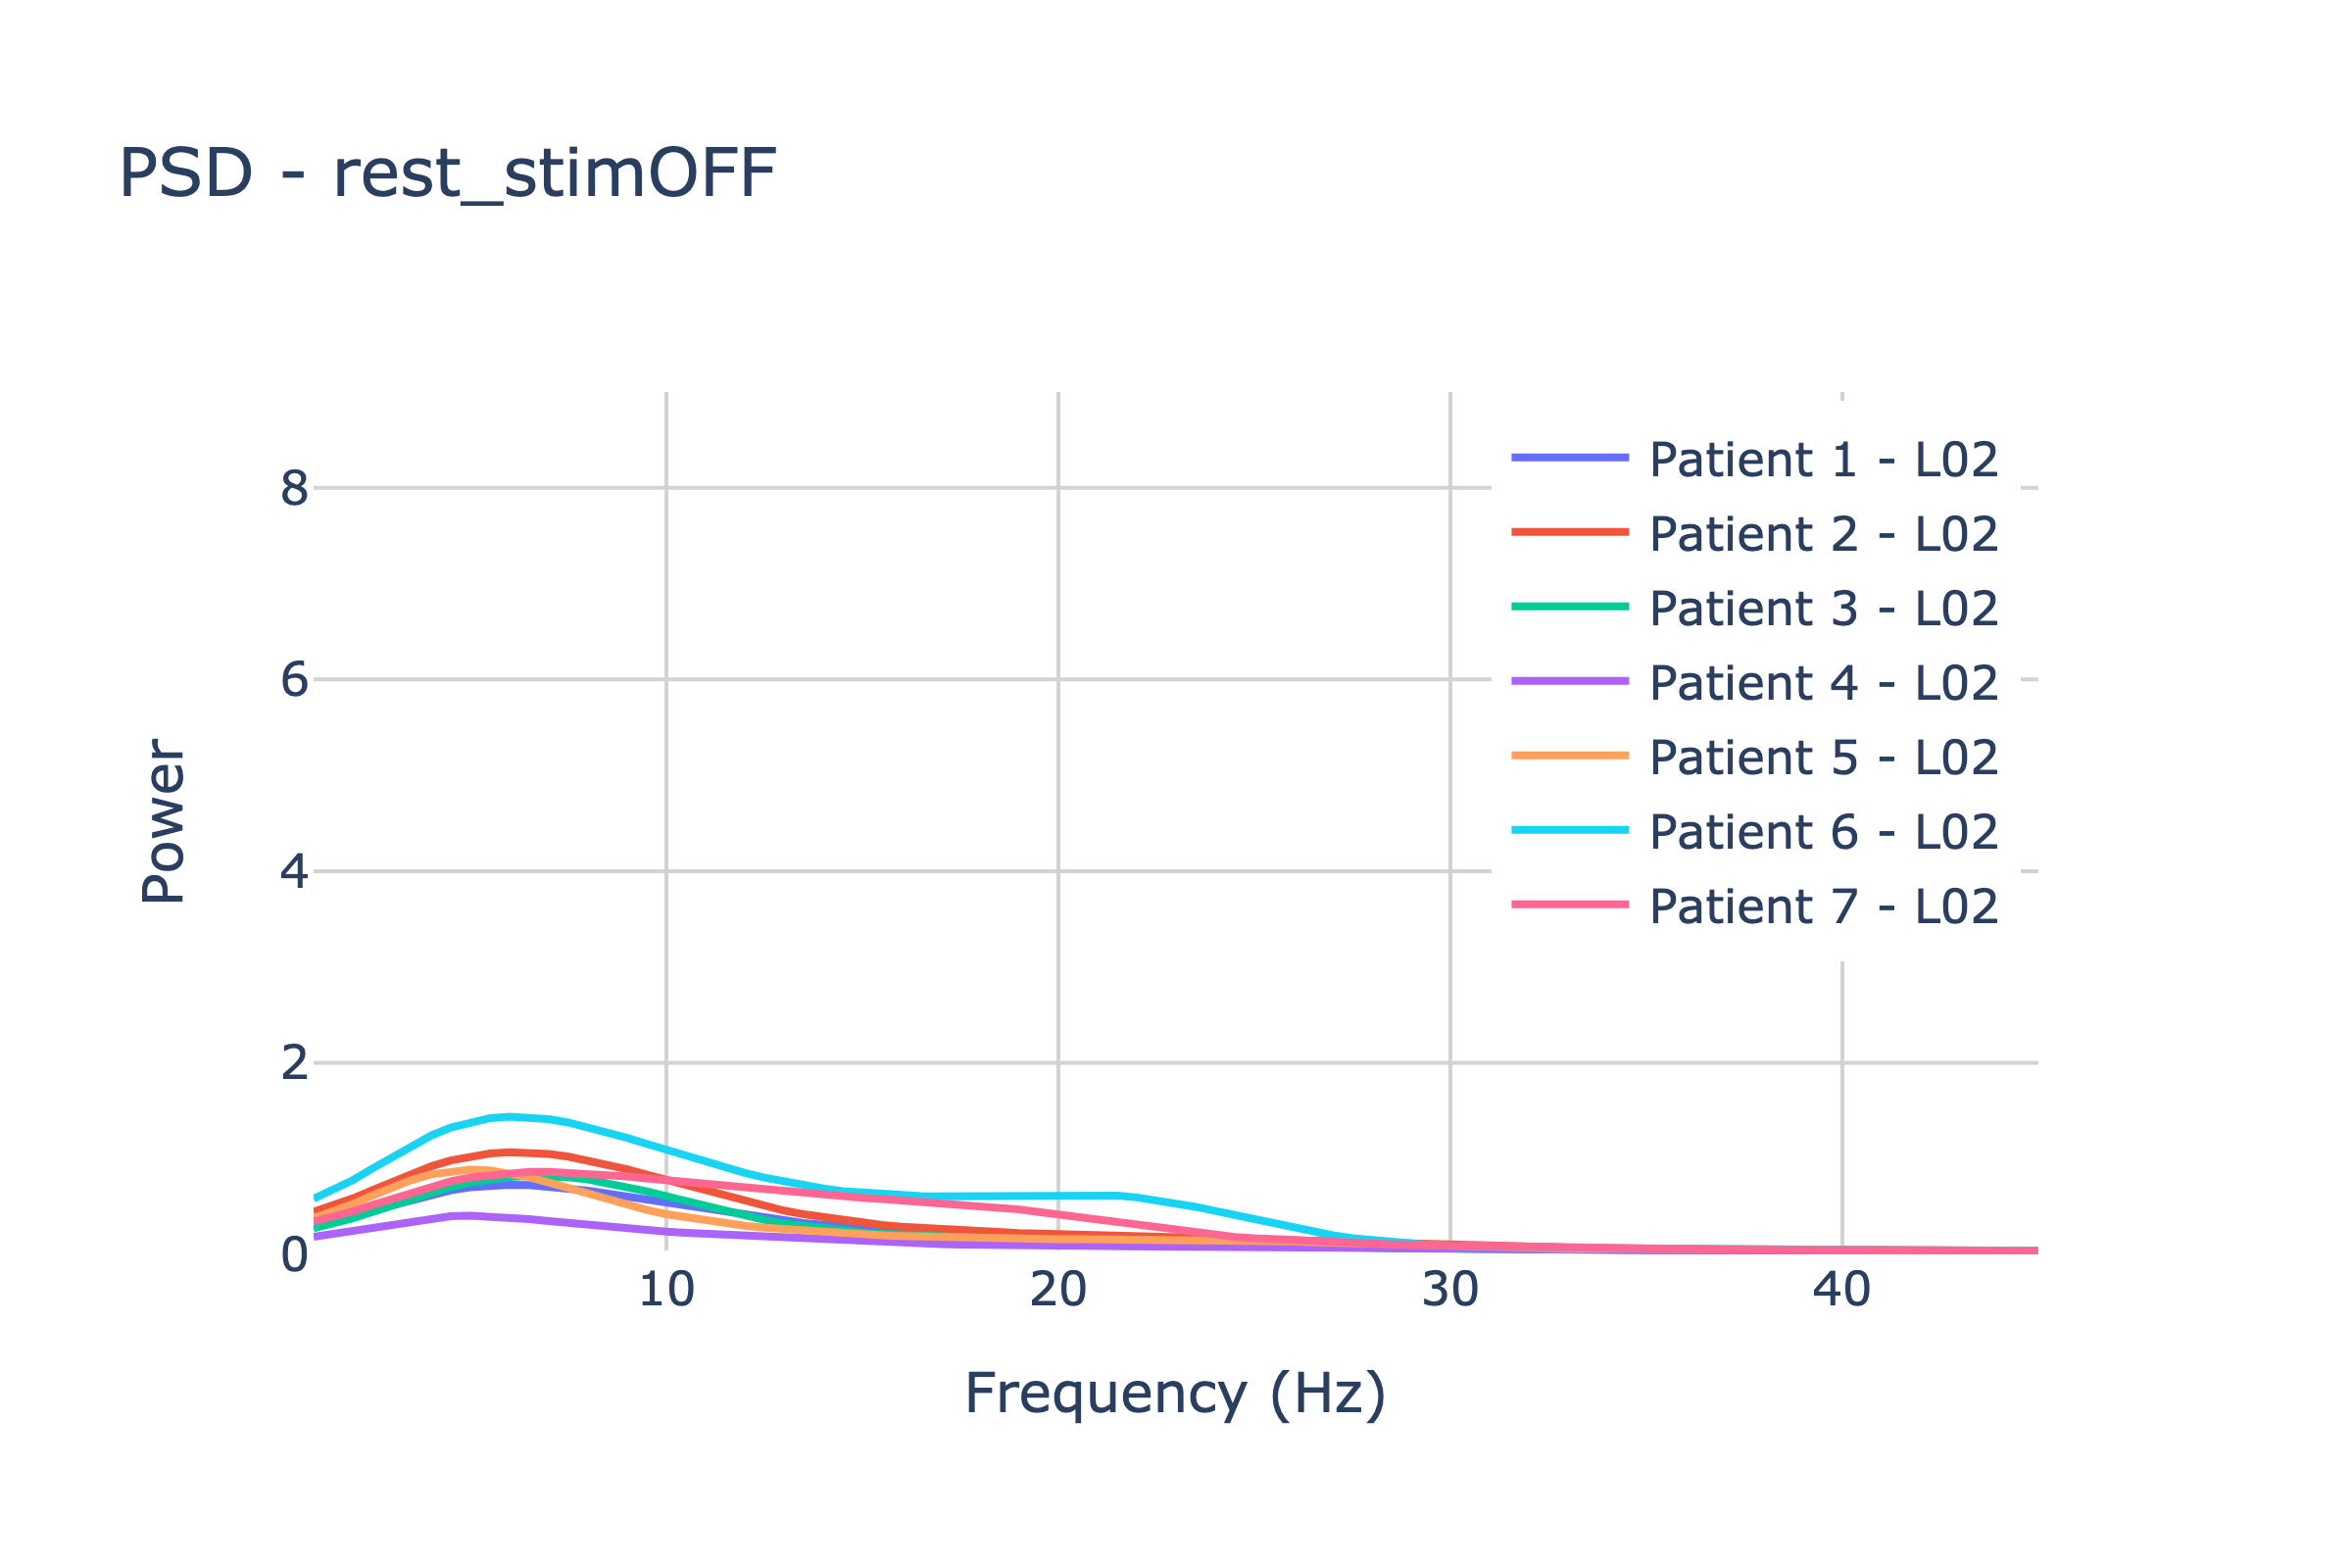 PSD - rest_stimOFF
Patient 1 - L02
Patient 2 - L02
Patient 3 - L02
Patient 4 - L02
Patient 5 - L02
Patient 6 - L02
Patient 7 - L02
8
6
4
2
0
Power
10 20 30 40
Frequency (Hz)